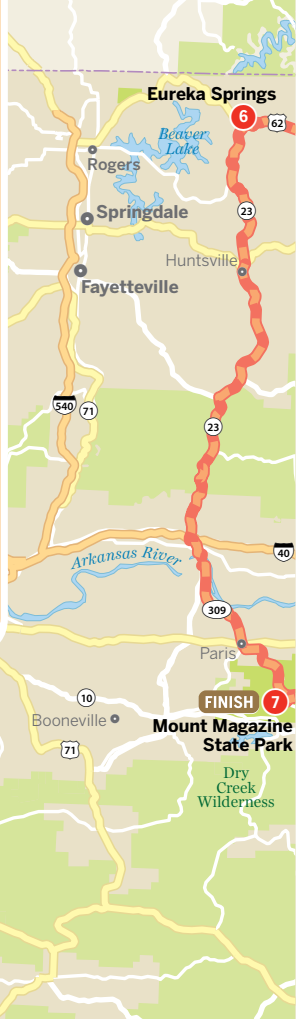 Eureka Springs
6
62
Beaver
Lake
Rogers
23
Springdale
Huntsville
Fayetteville
540
71
23
40
Arkansas River
309
Paris
FINISH
7
10
Booneville
Mount Magazine
State Park
71
Dry
Creek
Wilderness